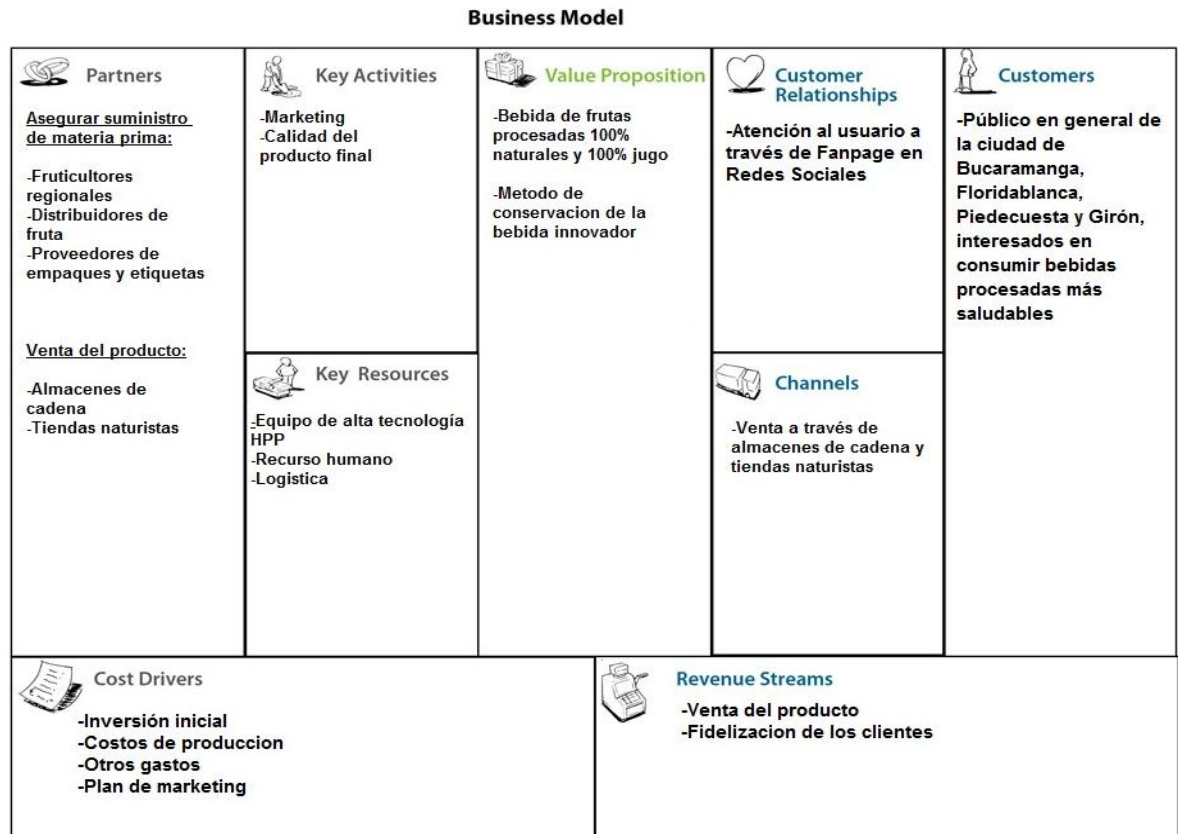 Business Model
Partners
Asegurar suministro
de materia prima:
-Fruticultores
regionales
-Distribuidores de
fruta
-Proveedores de
empaques y etiquetas
Venta del producto:
-Almacenes de
cadena
-Tiendas naturistas
Key Activities
-Marketing
-Calidad del
producto final
Key Resources
-Equipo de alta tecnología
HPP
-Recurso humano
-Logistica
Value Proposition
-Bebida de frutas
procesadas 100%
naturales y 100% jugo
-Metodo de
conservacion de la
bebida innovador
Customer
Relationships
-Atención al usuario a
través de Fanpage en
Redes Sociales
Channels
-Venta a través de
almacenes de cadena y
tiendas naturistas
Customers
-Público en general de
la ciudad de
Bucaramanga,
Floridablanca,
Piedecuesta y Girón,
interesados en
consumir bebidas
procesadas más
saludables
Cost Drivers
-Inversión inicial
-Costos de produccion
-Otros gastos
-Plan de marketing
Revenue Streams
-Venta del producto
-Fidelizacion de los clientes